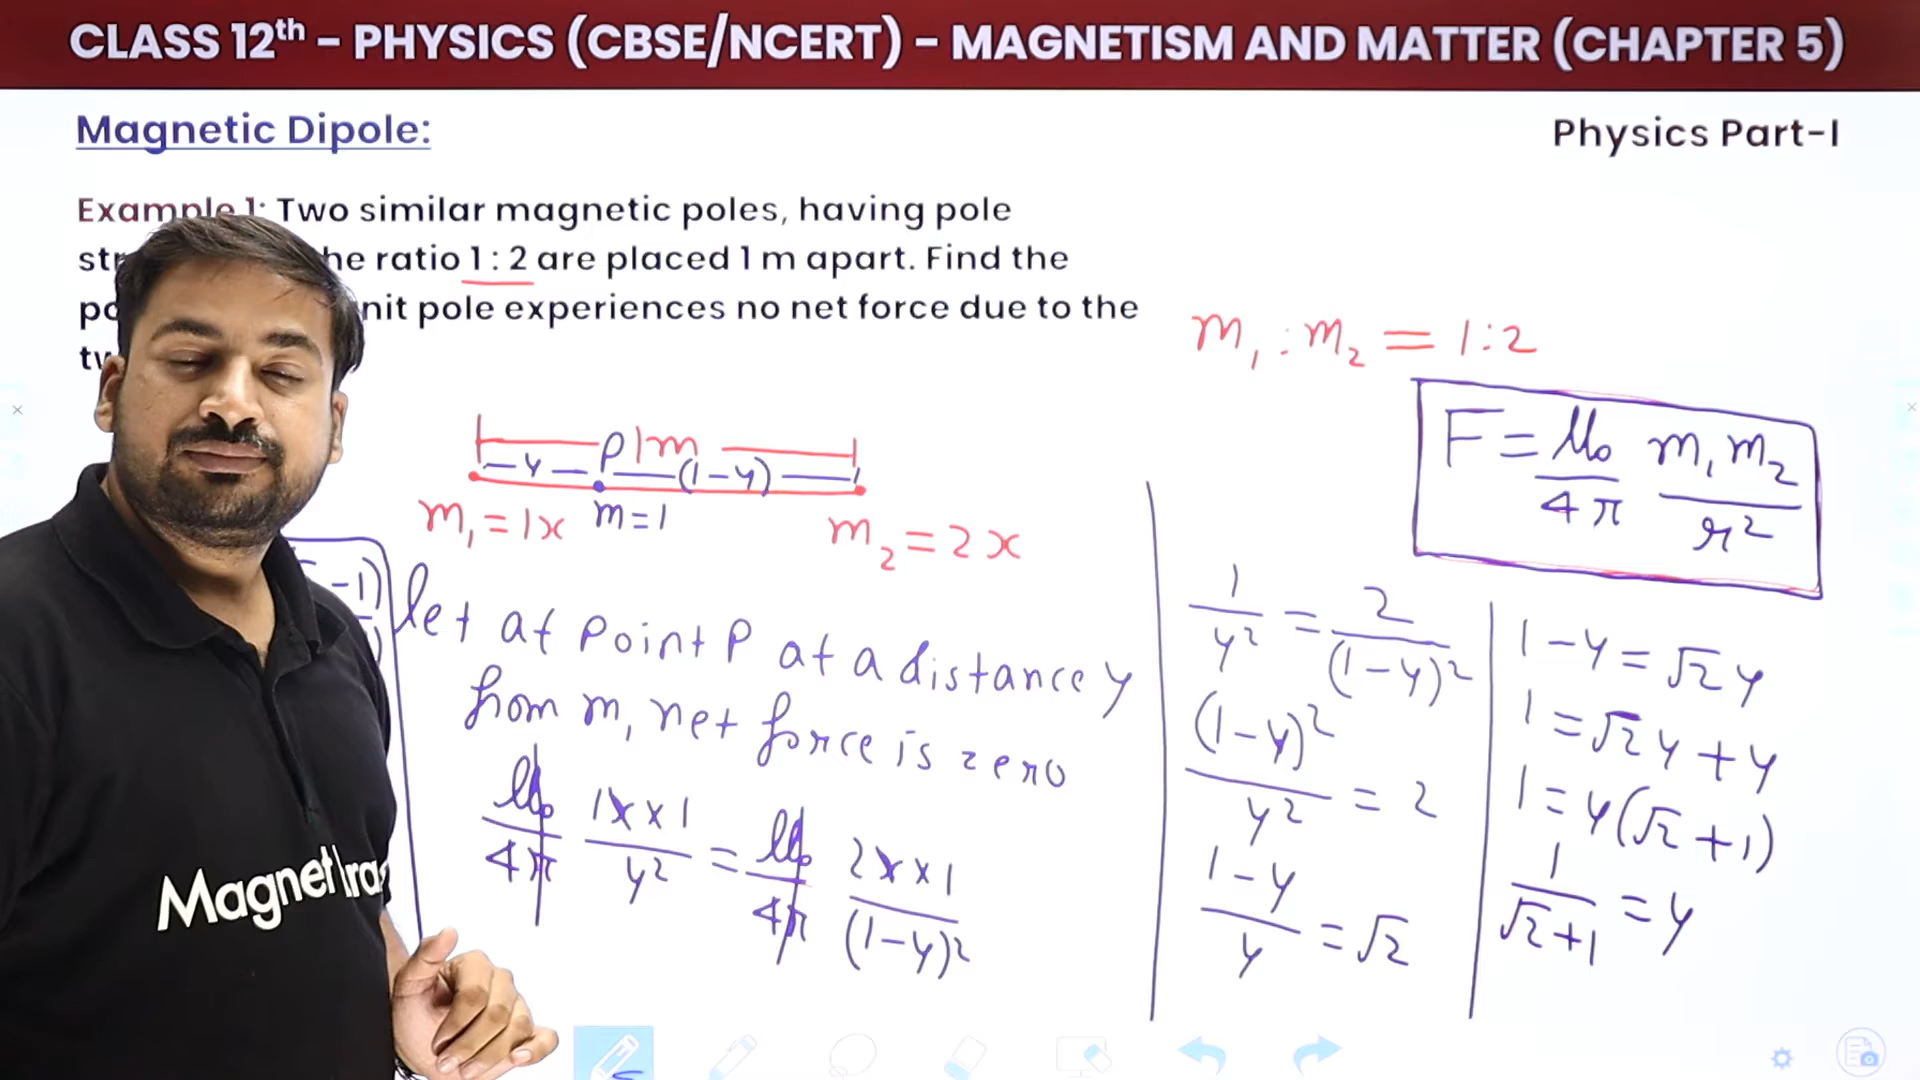 CLASS 12th - PHYSICS (CBSE/NCERT) - MAGNETISM AND MATTER (CHAPTER 5)
Magnetic Dipole:
Physics Part-I
Example 1: Two similar magnetic poles, having pole
he ratio 1 : 2 are placed 1 m apart. Find the
nit pole experiences no net force due to the
m₁ : m₂ = 1:2
F = μ₀/4π m₁m₂/r²
P 1m
y (1-y)
m₁ = 1x m=1 m₂ = 2x
let at point P at a distance y
from m₁ net force is zero
μ₀/4π 1x×1/y² = μ₀/4π 2x×1/(1-y)²
1/y² = 2/(1-y)²
(1-y)²/y² = 2
1-y/y = √2
1-y = √2y
1 = √2y + y
1 = y(√2+1)
1/√2+1 = y
-1)
Magnet